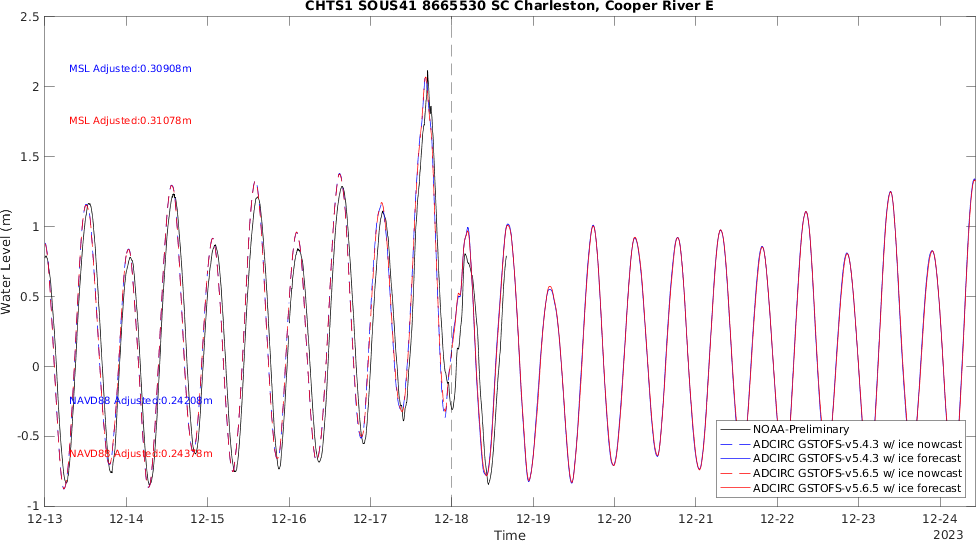 CHTS1 SOUS41 8665530 SC Charleston, Cooper River E
2.5
2
1.5
1
0.5
0
-0.5
-1
Water Level (m)
MSL Adjusted:0.30908m
MSL Adjusted:0.31078m
NAVD88 Adjusted:0.24208m
NAVD88 Adjusted:0.24378m
NOAA-Preliminary
ADCIRC GSTOFS-v5.4.3 w/ ice nowcast
ADCIRC GSTOFS-v5.4.3 w/ ice forecast
ADCIRC GSTOFS-v5.6.5 w/ ice nowcast
ADCIRC GSTOFS-v5.6.5 w/ ice forecast
12-13 12-14 12-15 12-16 12-17 12-18 12-19 12-20 12-21 12-22 12-23 12-24
Time
2023